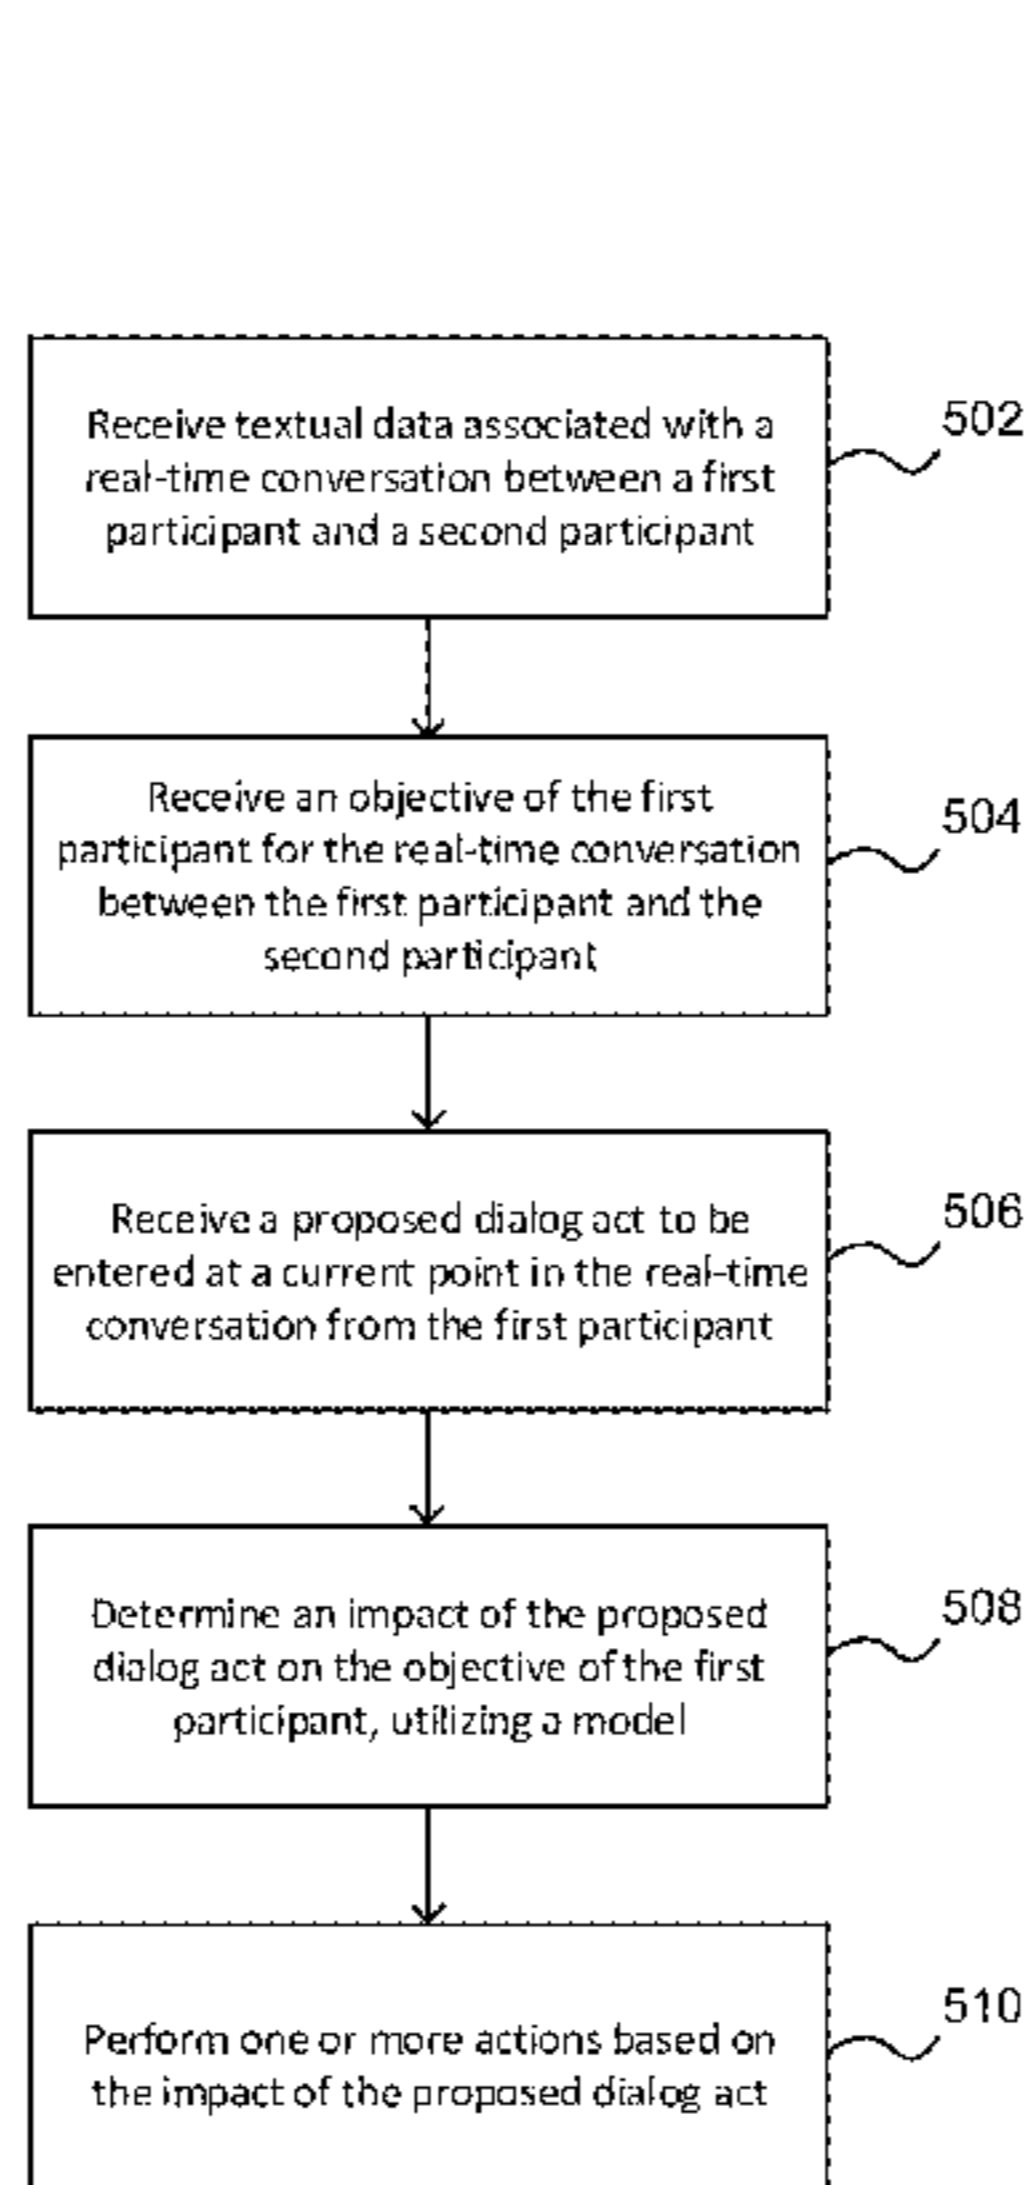 Receive textual data associated with a
real-time conversation between a first
participant and a second participant
502
Receive an objective of the first
participant for the real-time conversation
between the first participant and the
second participant
504
Receive a proposed dialog act to be
entered at a current point in the real-time
conversation from the first participant
506
Determine an impact of the proposed
dialog act on the objective of the first
participant, utilizing a model
508
Perform one or more actions based on
the impact of the proposed dialog act
510